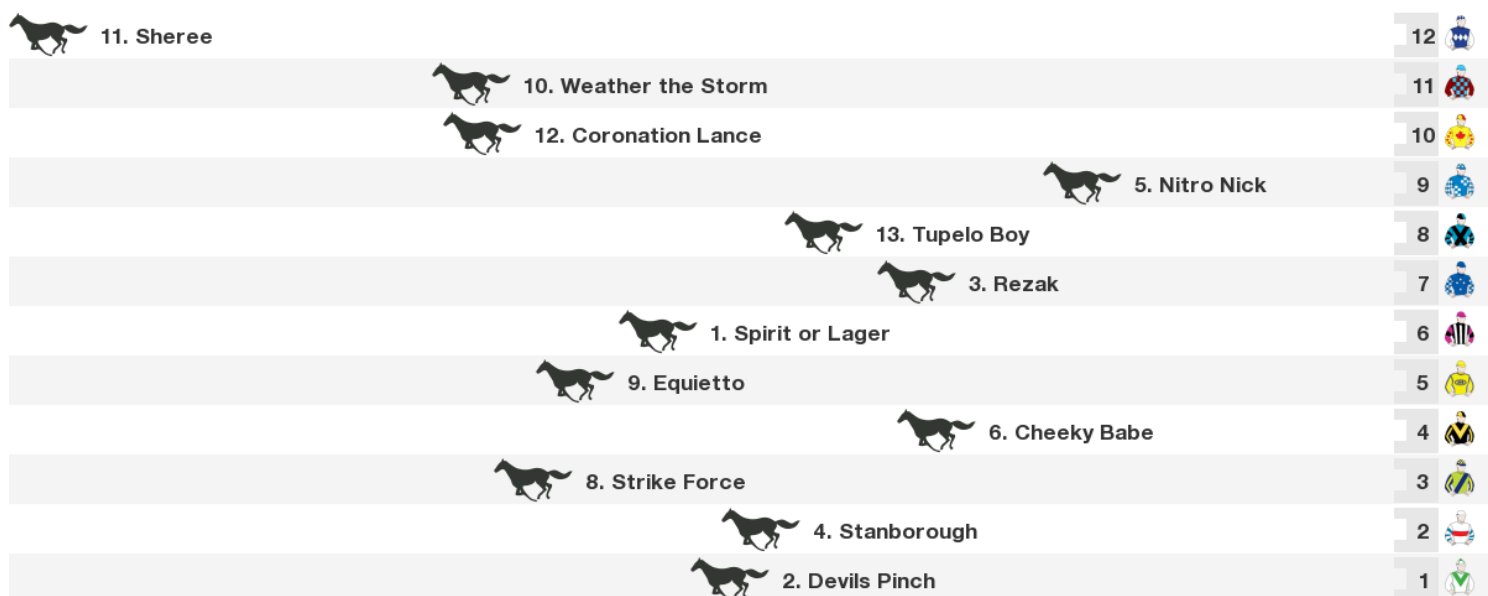 11. Sheree 12
10. Weather the Storm 11
12. Coronation Lance 10
5. Nitro Nick 9
13. Tupelo Boy 8
3. Rezak 7
1. Spirit or Lager 6
9. Equietto 5
6. Cheeky Babe 4
8. Strike Force 3
4. Stanborough 2
2. Devils Pinch 1